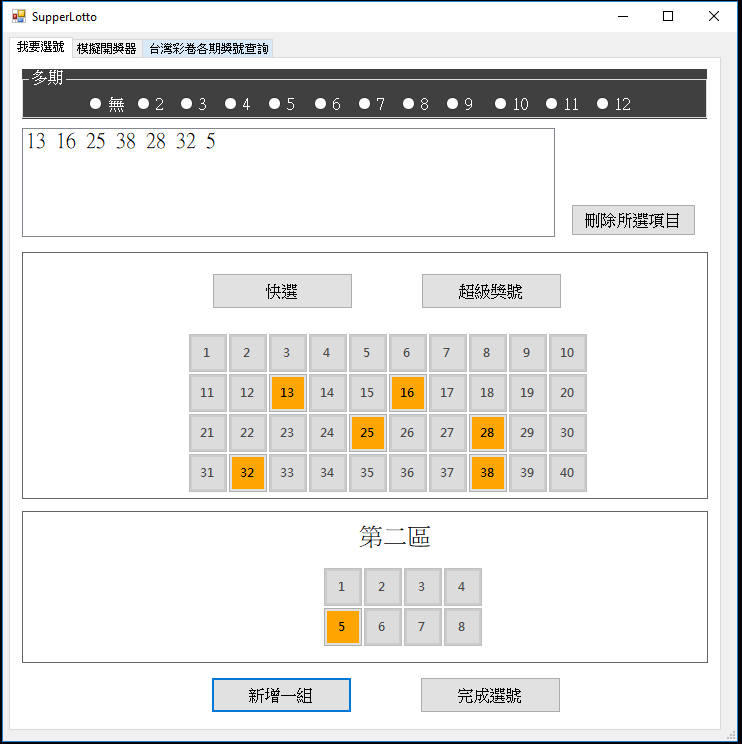 SupperLotto
我要選號 模擬開獎器 台灣彩卷各期獎號查詢
多期
無 2 3 4 5 6 7 8 9 10 11 12
13 16 25 38 28 32 5
刪除所選項目
快選 超級獎號
1 2 3 4 5 6 7 8 9 10
11 12 13 14 15 16 17 18 19 20
21 22 23 24 25 26 27 28 29 30
31 32 33 34 35 36 37 38 39 40
第二區
1 2 3 4
5 6 7 8
新增一組 完成選號